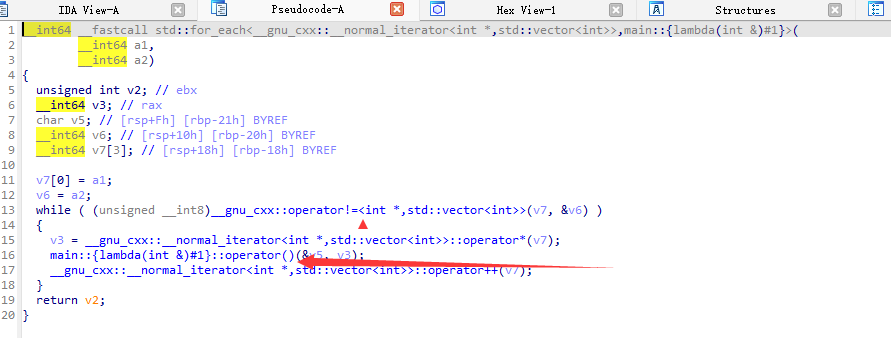 IDA View-A Pseudocode-A Hex View-1 Structures
1 __int64 __fastcall std::for_each<__gnu_cxx::__normal_iterator<int *,std::vector<int>>,main::{lambda(int &)#1}>(
2 __int64 a1,
3 __int64 a2)
4 {
5 unsigned int v2; // ebx
6 __int64 v3; // rax
7 char v5; // [rsp+Fh] [rbp-21h] BYREF
8 __int64 v6; // [rsp+10h] [rbp-20h] BYREF
9 __int64 v7[3]; // [rsp+18h] [rbp-18h] BYREF
10
11 v7[0] = a1;
12 v6 = a2;
13 while ( (unsigned __int8)__gnu_cxx::operator!=<int *,std::vector<int>>(v7, &v6) )
14 {
15 v3 = __gnu_cxx::__normal_iterator<int *,std::vector<int>>::operator*(v7);
16 main::{lambda(int &)#1}::operator()(&v5, v3);
17 __gnu_cxx::__normal_iterator<int *,std::vector<int>>::operator++(v7);
18 }
19 return v2;
20 }